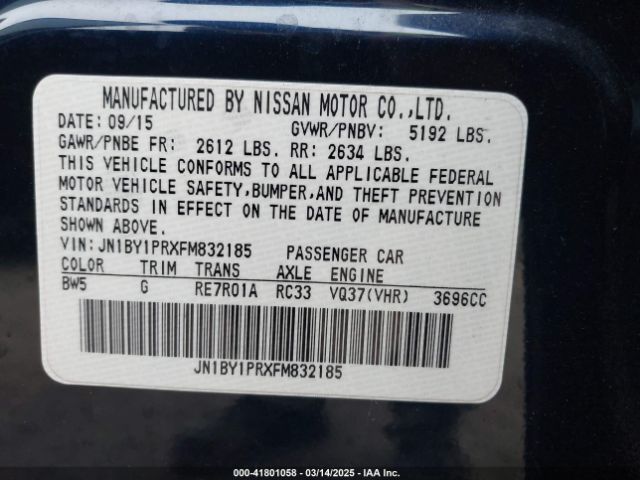 MANUFACTURED BY NISSAN MOTOR CO.,LTD.
DATE: 09/15 GVWR/PNBV: 5192 LBS.
GAWR/PNBE FR: 2612 LBS. RR: 2634 LBS.
THIS VEHICLE CONFORMS TO ALL APPLICABLE FEDERAL
MOTOR VEHICLE SAFETY,BUMPER,AND THEFT PREVENTION
STANDARDS IN EFFECT ON THE DATE OF MANUFACTURE
SHOWN ABOVE.
VIN:JN1BY1PRXFM832185 PASSENGER CAR
COLOR TRIM TRANS AXLE ENGINE
BW5 G RE7R01A RC33 VQ37(VHR) 3696CC
JN1BY1PRXFM832185
000-41801058 - 03/14/2025 - IAA Inc.